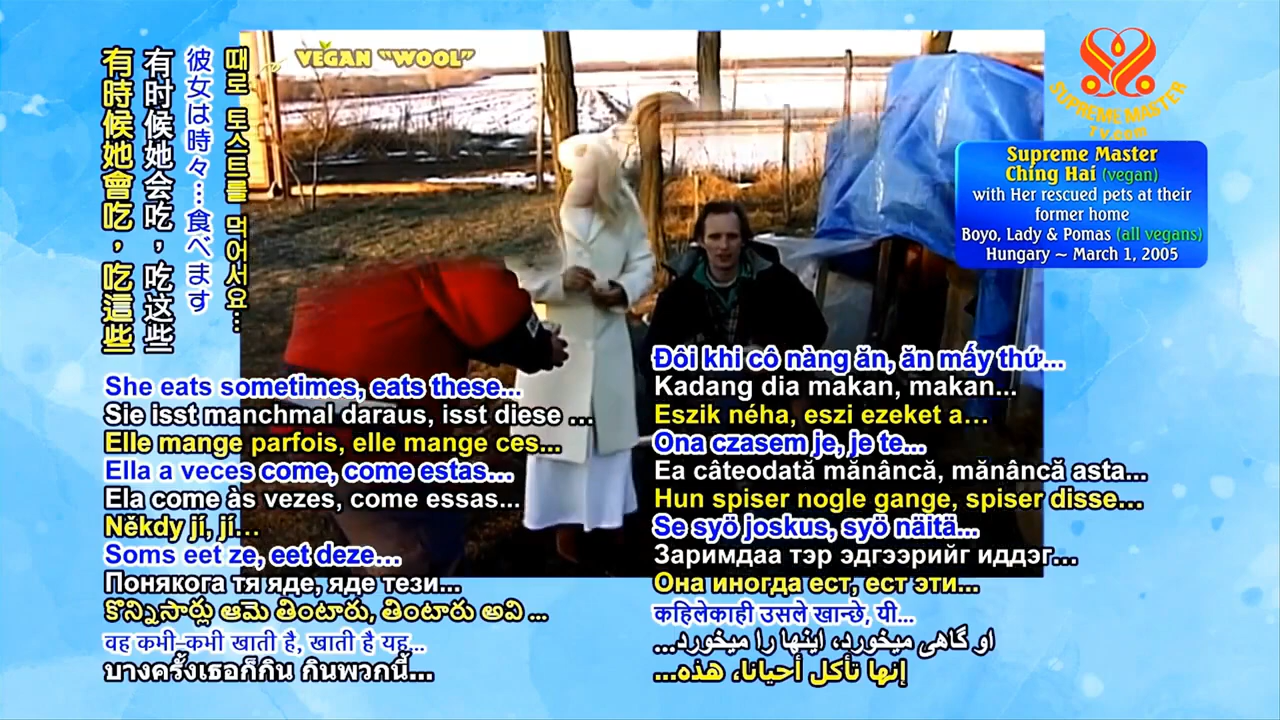 有時候她會吃，吃這些
有时候她会吃，吃这些
彼女は時々…食べます
때로 토스트를 먹어서요...
VEGAN "WOOL"
SUPREME MASTER
TV.com
Supreme Master
Ching Hai (vegan)
with Her rescued pets at their
former home
Boyo, Lady & Pomas (all vegans)
Hungary ~ March 1, 2005
She eats sometimes, eats these...
Sie isst manchmal daraus, isst diese ...
Elle mange parfois, elle mange ces...
Ella a veces come, come estas...
Ela come às vezes, come essas...
Někdy jí, jí...
Soms eet ze, eet deze...
Понякога тя яде, яде тези...
కొన్నిసార్లు ఆమె తింటారు, తింటారు అవి ...
वह कभी-कभी खाती है, खाती है यह...
บางครั้งเธอก็กิน กินพวกนี้...
Đôi khi cô nàng ăn, ăn mấy thứ...
Kadang dia makan, makan...
Eszik néha, eszi ezeket a...
Ona czasem je, je te...
Ea câteodată mănâncă, mănâncă asta...
Hun spiser nogle gange, spiser disse...
Se syö joskus, syö näitä...
Заримдаа тэр эдгээрийг иддэг...
Она иногда ест, ест эти...
कहिलेकाही उसले खान्छे, यी...
او گاهی میخورد، اینها را میخورد...
إنها تأكل أحيانا، هذه...